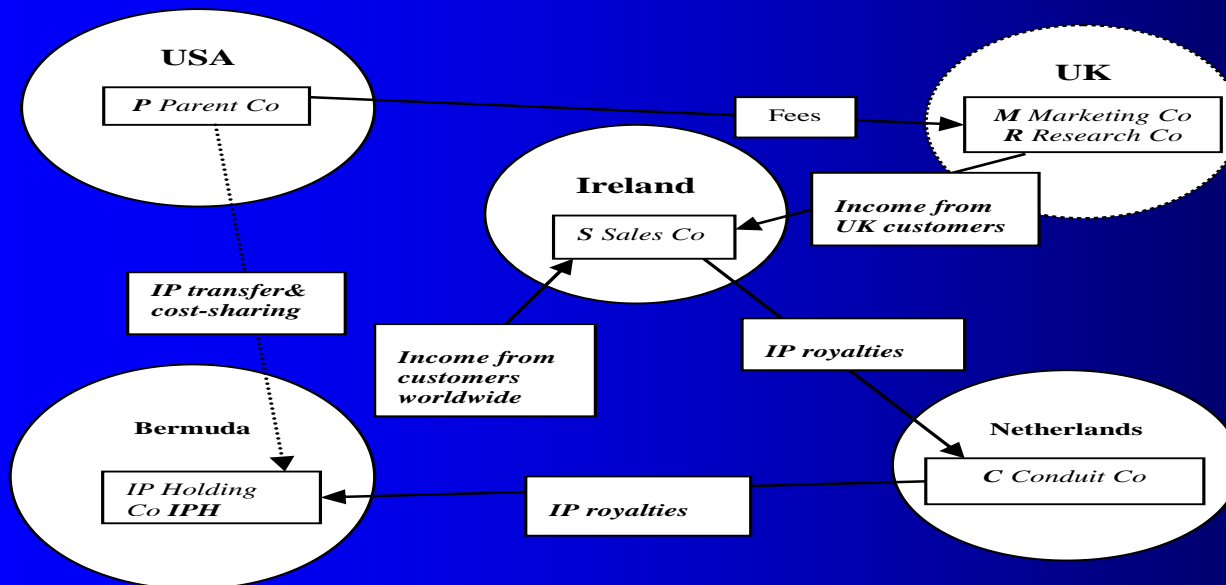 USA
P Parent Co
UK
M Marketing Co
R Research Co
Fees
Ireland
S Sales Co
Income from
UK customers
IP transfer&
cost-sharing
Income from
customers
worldwide
IP royalties
Bermuda
IP Holding
Co IPH
Netherlands
C Conduit Co
IP royalties